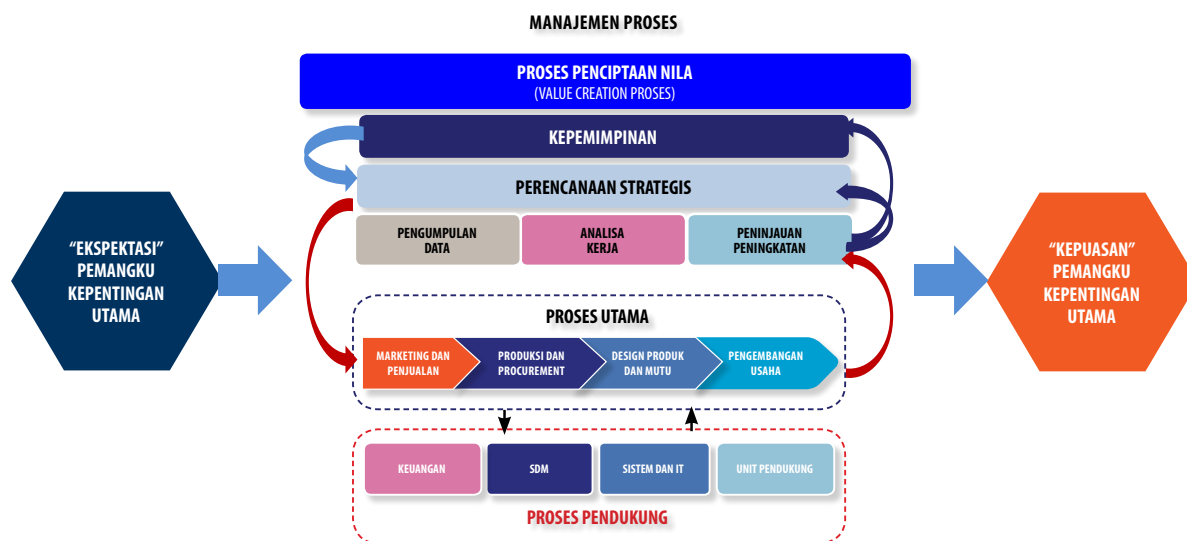 MANAJEMEN PROSES
PROSES PENCIPTAAN NILA
(VALUE CREATION PROSES)
KEPEMIMPINAN
PERENCANAAN STRATEGIS
PENGUMPULAN
DATA
ANALISA
KERJA
PENINJAUAN
PENINGKATAN
“EKSPEKTASI”
PEMANGKU
KEPENTINGAN
UTAMA
“KEPUASAN”
PEMANGKU
KEPENTINGAN
UTAMA
PROSES UTAMA
MARKETING DAN
PENJUALAN
PRODUKSI DAN
PROCUREMENT
DESIGN PRODUK
DAN MUTU
PENGEMBANGAN
USAHA
KEUANGAN
SDM
SISTEM DAN IT
UNIT PENDUKUNG
PROSES PENDUKUNG